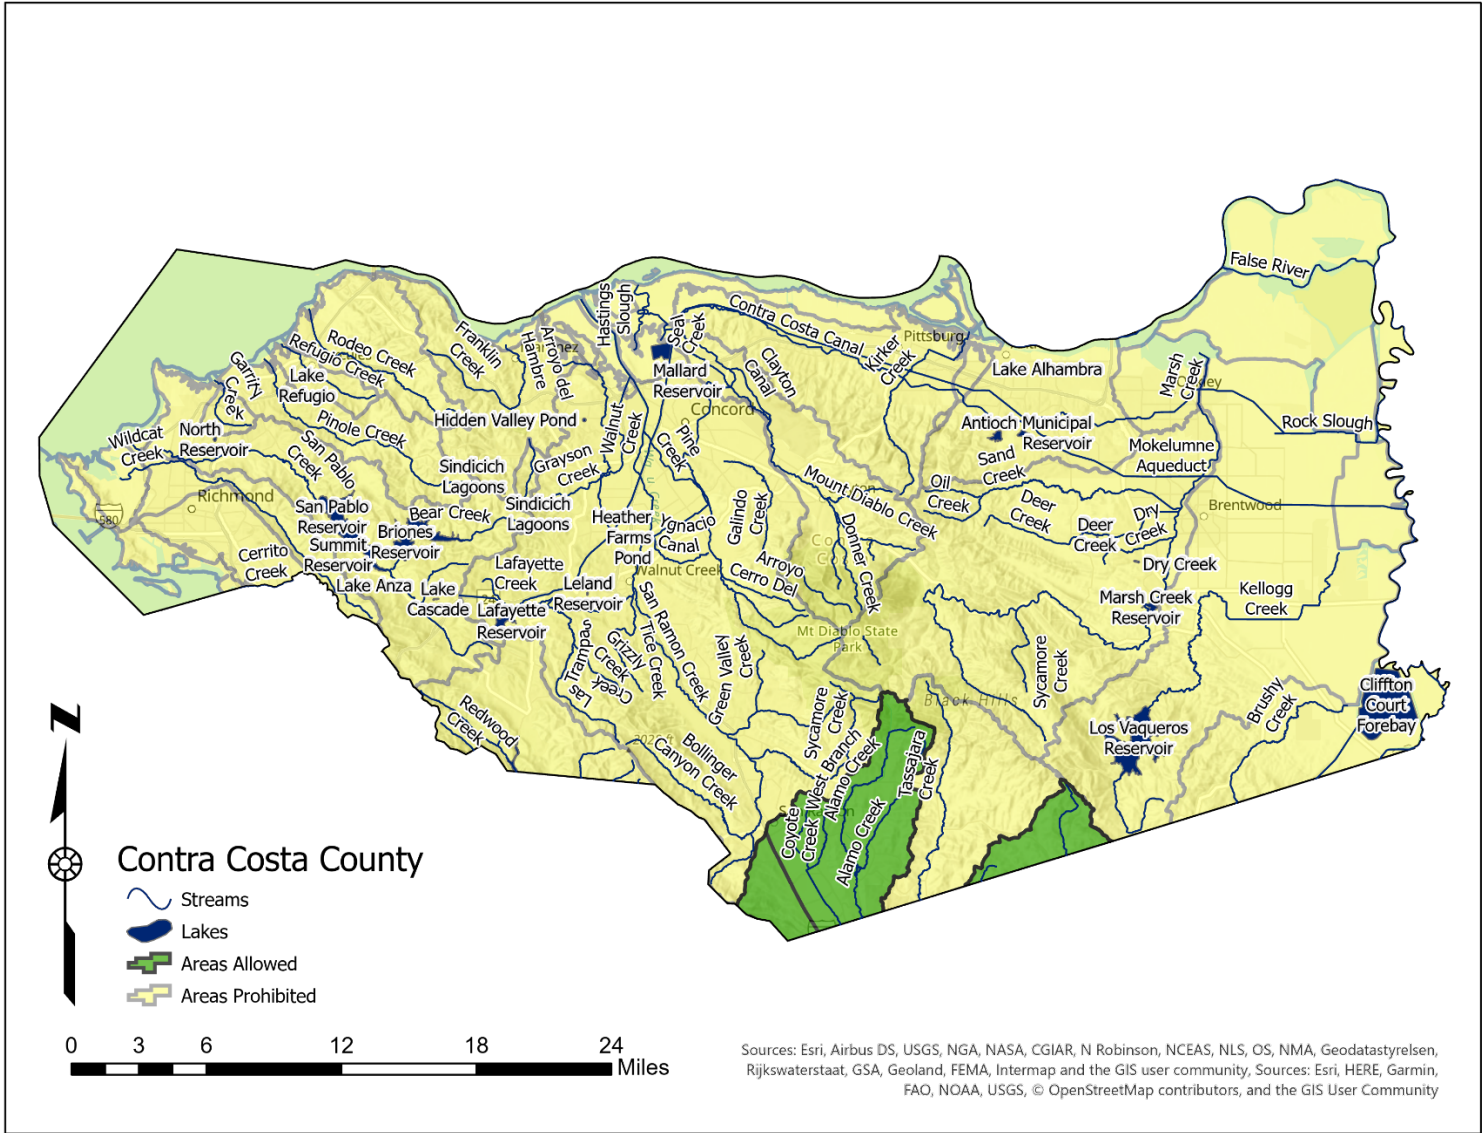 False River
Hastings
Slough
Seal
Creek
Contra Costa Canal
Pittsburg
Kirker
Creek
Lake Alhambra
Marsh
Creek
Rodeo Creek
Refugio Creek
Franklin
Creek
Arroyo del
Hambre
Garrity
Creek
Lake
Refugio
Mallard
Reservoir
Clayton
Canal
Concord
Hidden Valley Pond
Walnut
Creek
Pine
Creek
Antioch Municipal
Reservoir
Rock Slough
Wildcat
Creek
North
Reservoir
Pinole Creek
San Pablo
Creek
Richmond
580
Sindicich
Lagoons
Grayson
Creek
Sand
Creek
Mokelumne
Aqueduct
San Pablo
Reservoir
Bear Creek
Sindicich
Lagoons
Mount Diablo Creek
Oil
Creek
Deer
Creek
Deer
Creek
Dry
Creek
Brentwood
Briones
Reservoir
Summit
Reservoir
Heather
Farms
Pond
Ygnacio
Canal
Galindo
Creek
Donner Creek
Cerrito
Creek
Lake Anza
Lake
Cascade
Lafayette
Creek
Lafayette
Reservoir
Leland
Reservoir
Walnut Creek
Arroyo
Cerro Del
Dry Creek
Marsh Creek
Reservoir
Kellogg
Creek
Mt Diablo State
Park
Las Trampas
Creek
Grizzly
Creek
Tice Creek
San Ramon Creek
Green Valley
Creek
Sycamore
Creek
Black Hills
Cliffton
Court
Forebay
Brushy
Creek
Los Vaqueros
Reservoir
Redwood
Creek
Bollinger
Canyon Creek
Sycamore
Creek
West Branch
Alamo Creek
Tassajara
Creek
Coyote
Creek
Alamo Creek
N
Contra Costa County
Streams
Lakes
Areas Allowed
Areas Prohibited
0 3 6 12 18 24
Miles
Sources: Esri, Airbus DS, USGS, NGA, NASA, CGIAR, N Robinson, NCEAS, NLS, OS, NMA, Geodatastyrelsen,
Rijkswaterstaat, GSA, Geoland, FEMA, Intermap and the GIS user community, Sources: Esri, HERE, Garmin,
FAO, NOAA, USGS, © OpenStreetMap contributors, and the GIS User Community